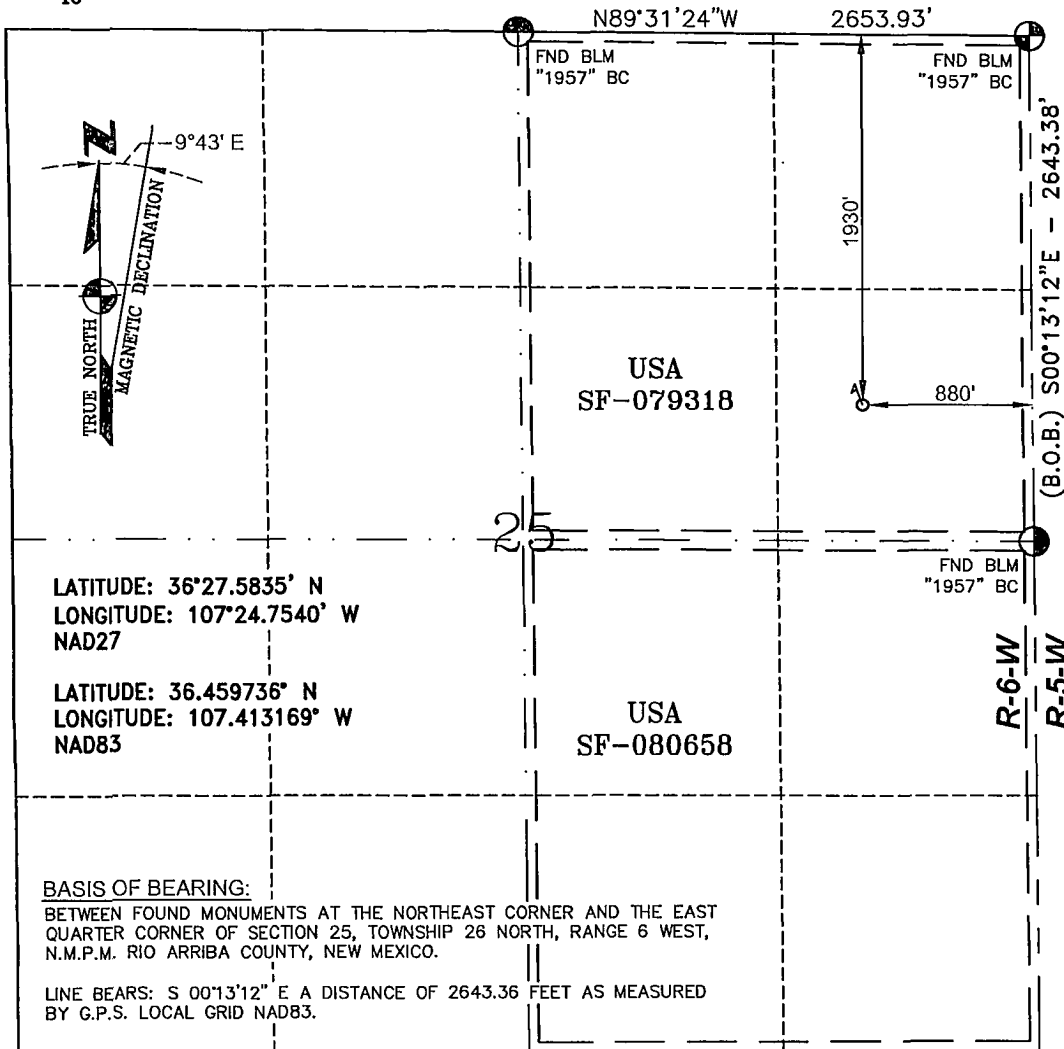 16
N89°31'24"W 2653.93'
FND BLM
"1957" BC
FND BLM
"1957" BC
9°43' E
N
TRUE NORTH
MAGNETIC DECLINATION
(B.O.B.) S00°13'12"E - 2643.38'
1930'
USA
SF-079318
A
880'
25
FND BLM
"1957" BC
LATITUDE: 36°27.5835' N
LONGITUDE: 107°24.7540' W
NAD27
LATITUDE: 36.459736° N
LONGITUDE: 107.413169° W
NAD83
USA
SF-080658
R-6-W
R-5-W
BASIS OF BEARING:
BETWEEN FOUND MONUMENTS AT THE NORTHEAST CORNER AND THE EAST
QUARTER CORNER OF SECTION 25, TOWNSHIP 26 NORTH, RANGE 6 WEST,
N.M.P.M. RIO ARRIBA COUNTY, NEW MEXICO.
LINE BEARS: S 00°13'12" E A DISTANCE OF 2643.36 FEET AS MEASURED
BY G.P.S. LOCAL GRID NAD83.